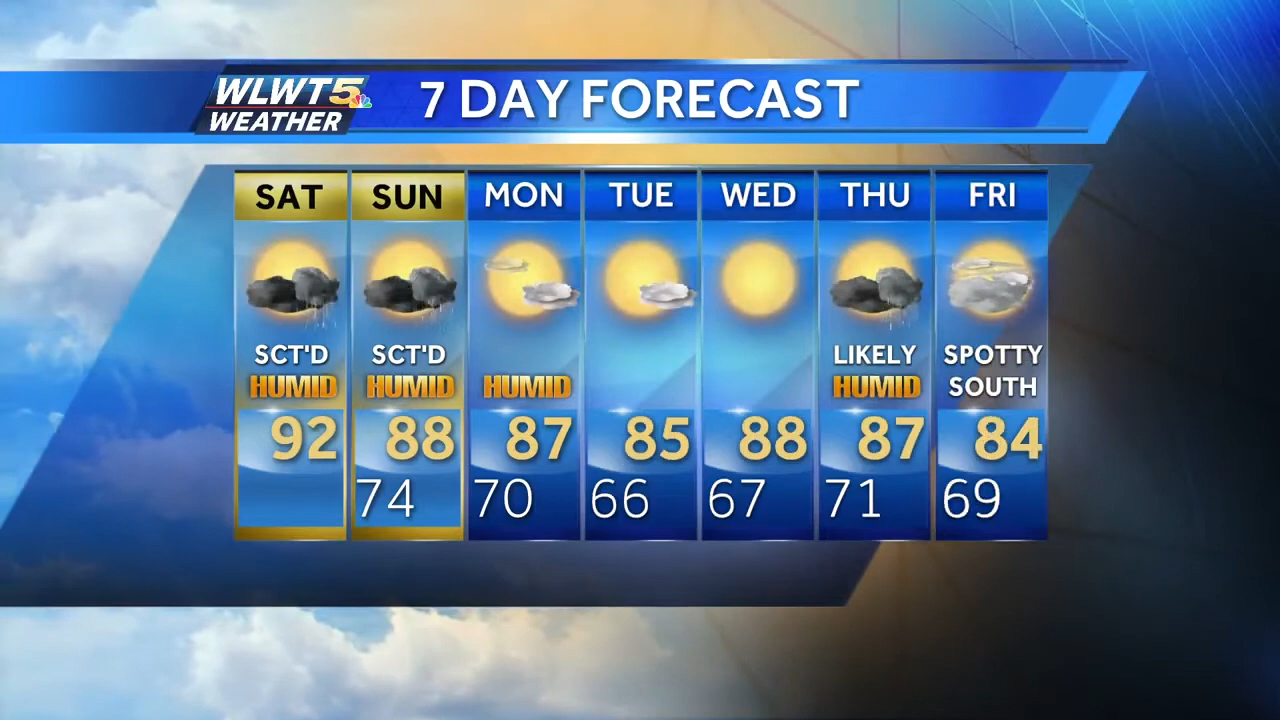 WLWT5
WEATHER
7 DAY FORECAST
SAT SUN MON TUE WED THU FRI
SCT'D SCT'D LIKELY SPOTTY
HUMID HUMID HUMID HUMID SOUTH
92 88 87 85 88 87 84
74 70 66 67 71 69